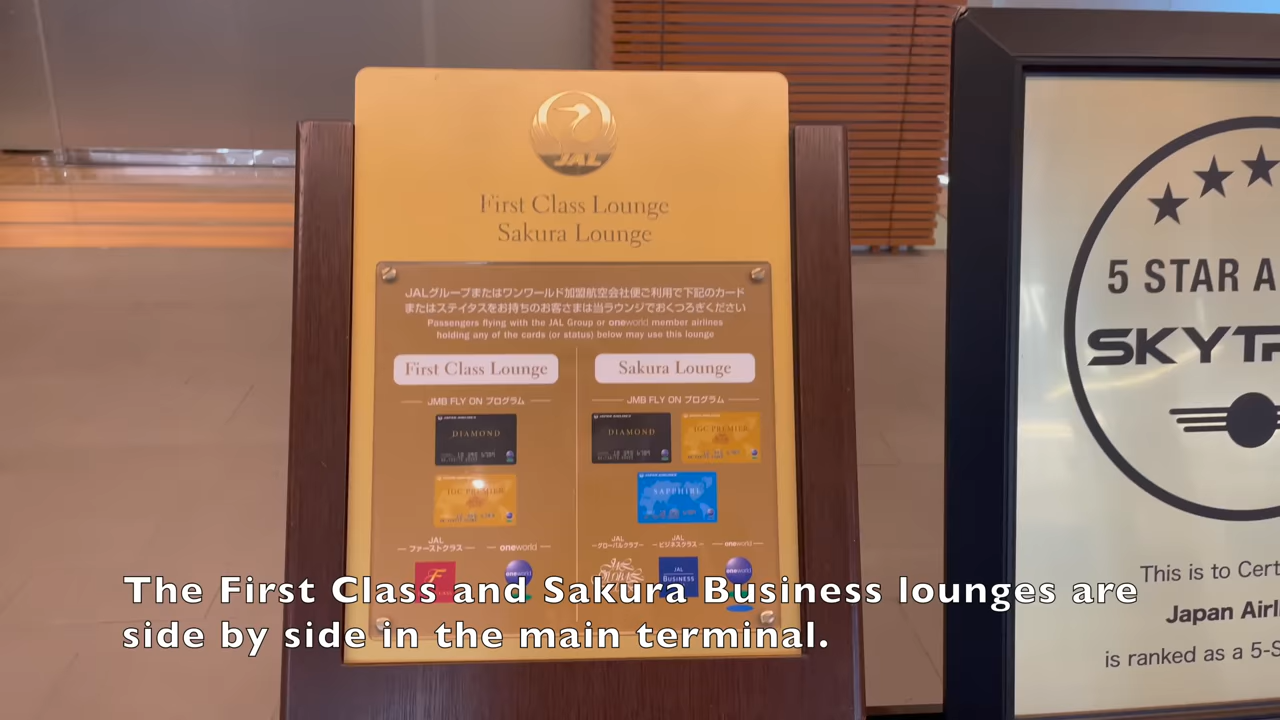 JAL
First Class Lounge
Sakura Lounge
JALグループまたはワンワールド加盟航空会社便ご利用で下記のカード
またはステイタスをお持ちのお客さまは当ラウンジでおくつろぎください
Passengers flying with the JAL Group or oneworld member airlines
holding any of the cards (or status) below may use this lounge
First Class Lounge
JMB FLY ON プログラム
DIAMOND
JGC PREMIER
JAL
ファーストクラス
oneworld
F
oneworld
Sakura Lounge
JMB FLY ON プログラム
DIAMOND
JGC PREMIER
SAPPHIRE
JAL
グローバルクラブ
JAL
ビジネスクラス
oneworld
JAL
BUSINESS
oneworld
5 STAR A
SKYTR
This is to Cert
Japan Airli
is ranked as a 5-S
The First Class and Sakura Business lounges are
side by side in the main terminal.